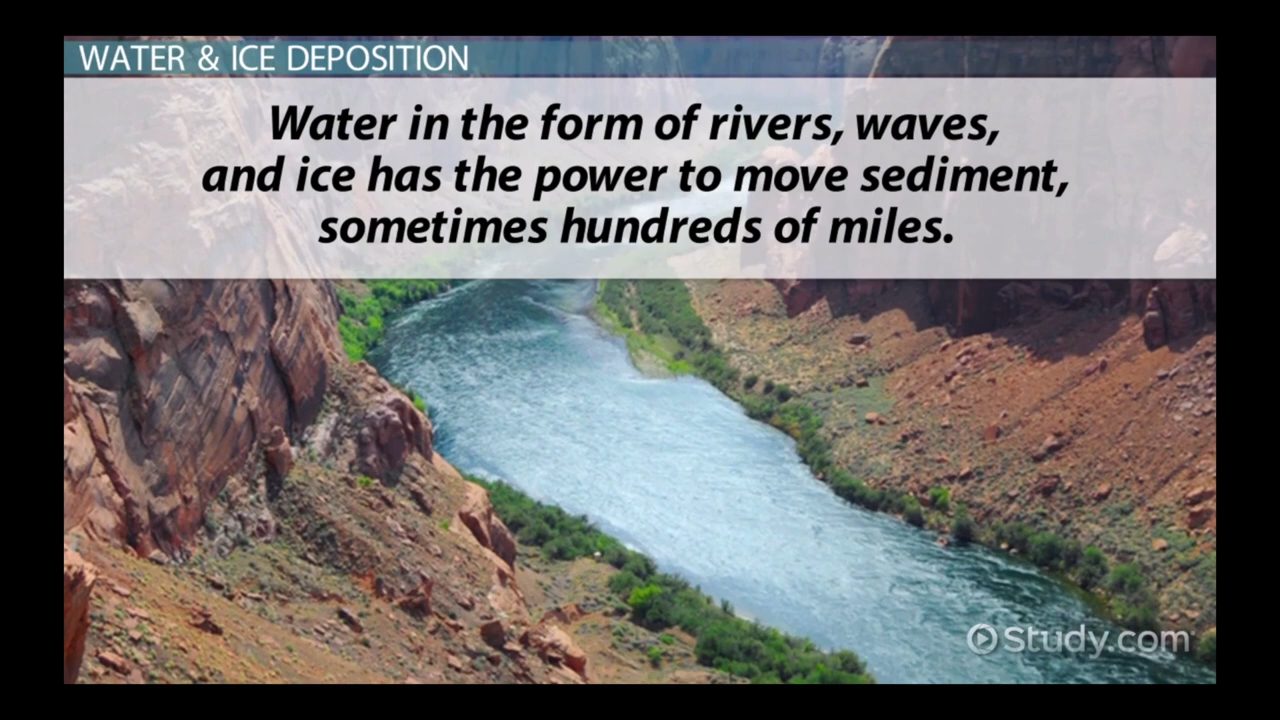 WATER & ICE DEPOSITION
Water in the form of rivers, waves,
and ice has the power to move sediment,
sometimes hundreds of miles.
Study.com